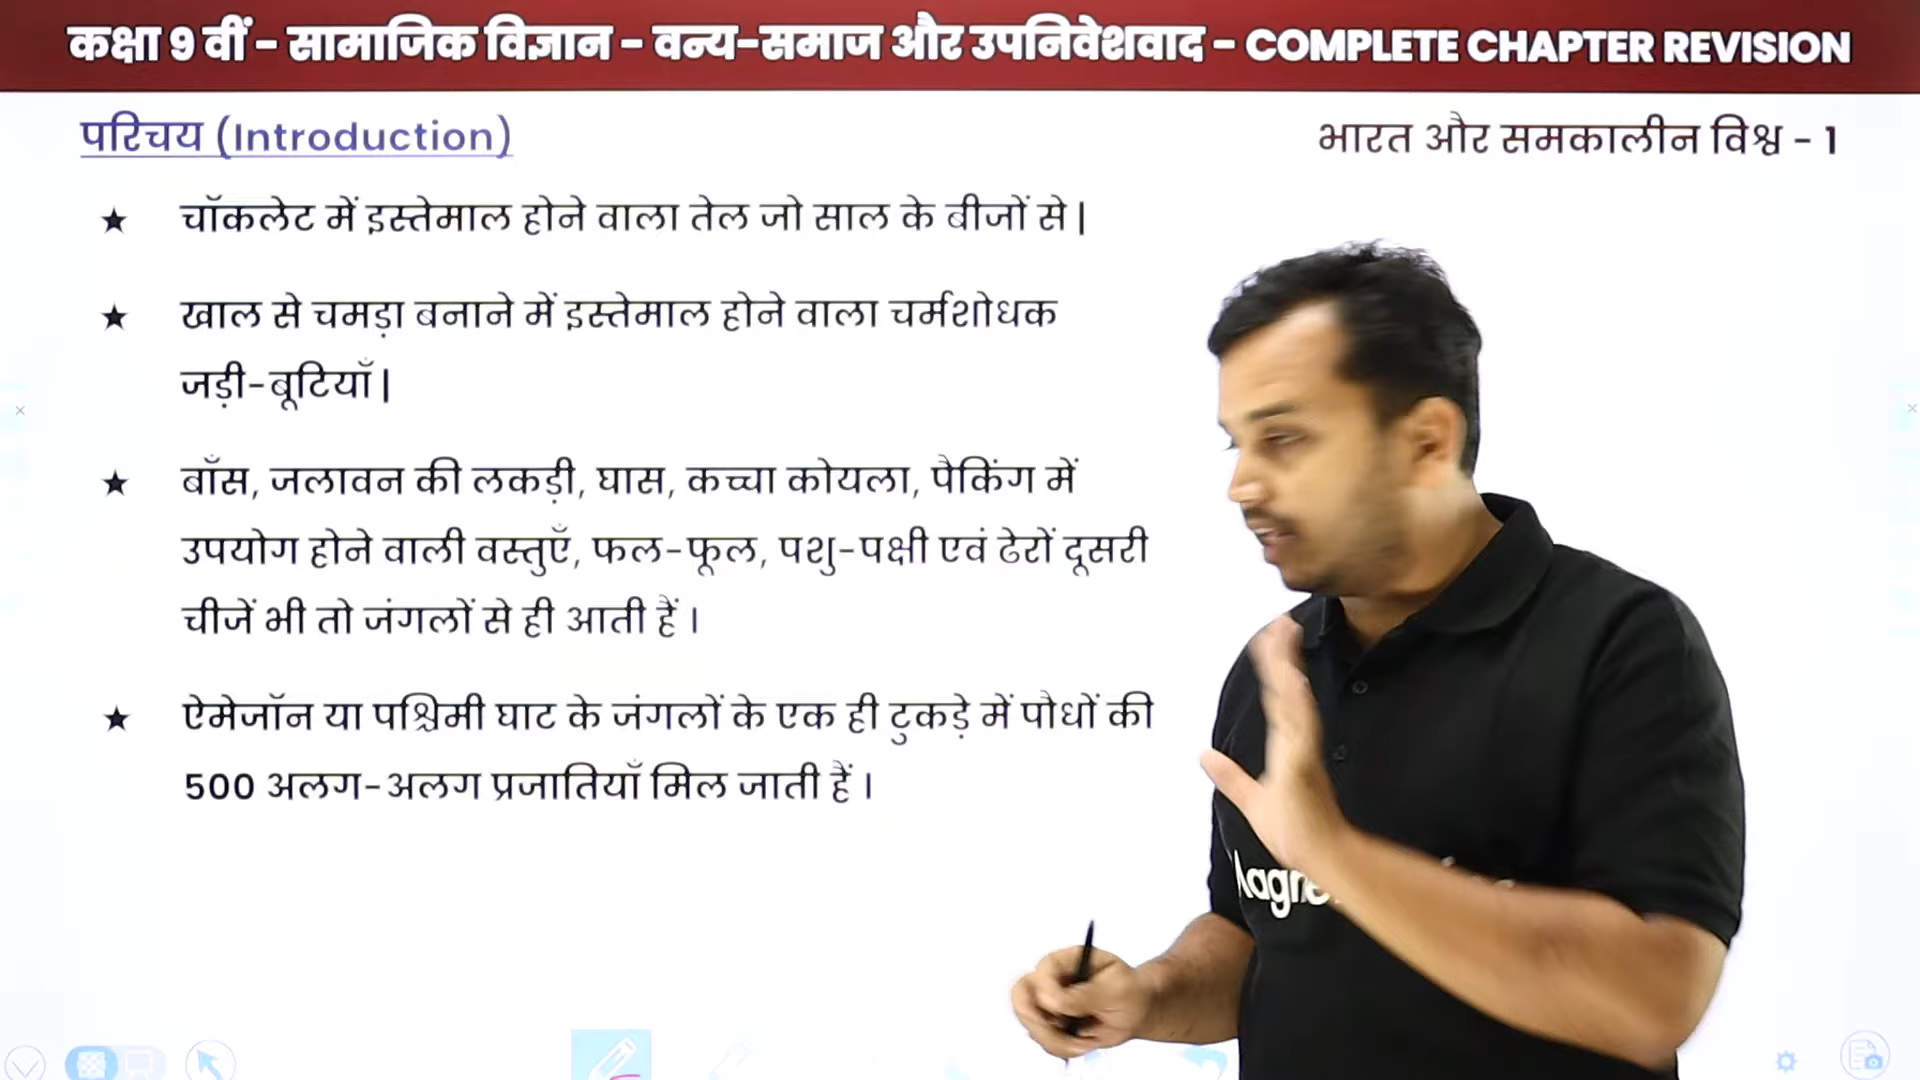 कक्षा 9 वीं - सामाजिक विज्ञान - वन्य-समाज और उपनिवेशवाद - COMPLETE CHAPTER REVISION
परिचय (Introduction)
भारत और समकालीन विश्व - 1
★ चॉकलेट में इस्तेमाल होने वाला तेल जो साल के बीजों से |
★ खाल से चमड़ा बनाने में इस्तेमाल होने वाला चर्मशोधक
जड़ी-बूटियाँ |
★ बाँस, जलावन की लकड़ी, घास, कच्चा कोयला, पैकिंग में
उपयोग होने वाली वस्तुएँ, फल-फूल, पशु-पक्षी एवं ढेरों दूसरी
चीजें भी तो जंगलों से ही आती हैं ।
★ ऐमेजॉन या पश्चिमी घाट के जंगलों के एक ही टुकड़े में पौधों की
500 अलग-अलग प्रजातियाँ मिल जाती हैं ।